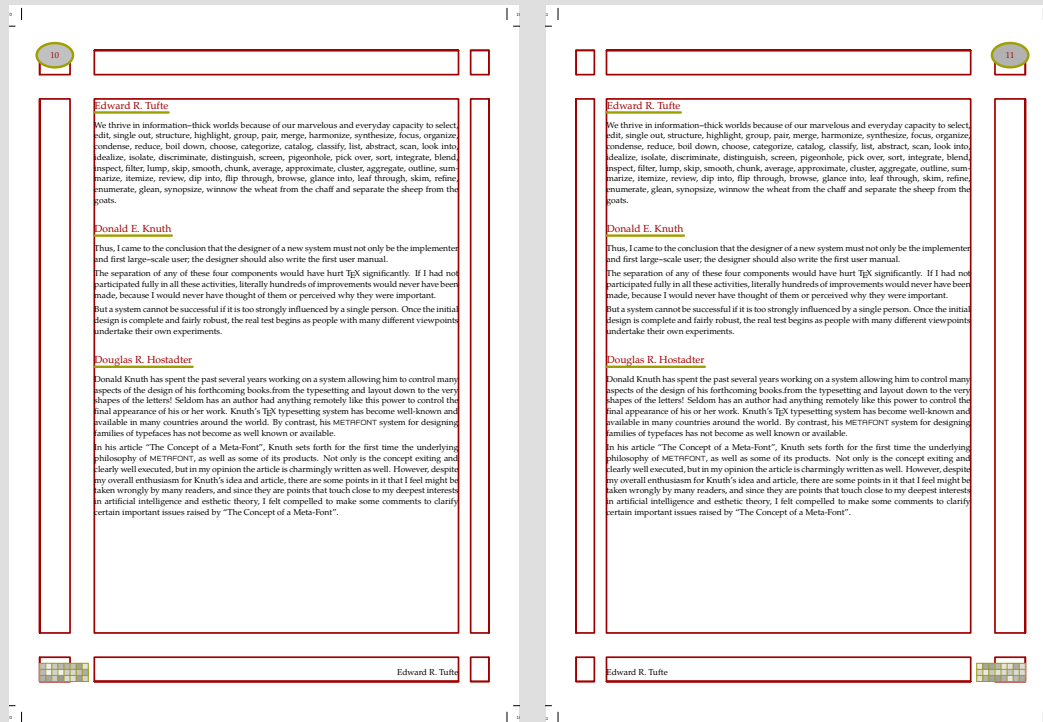 10
Edward R. Tufte
We thrive in information–thick worlds because of our marvelous and everyday capacity to select,
edit, single out, structure, highlight, group, pair, merge, harmonize, synthesize, focus, organize,
condense, reduce, boil down, choose, categorize, catalog, classify, list, abstract, scan, look into,
idealize, isolate, discriminate, distinguish, screen, pigeonhole, pick over, sort, integrate, blend,
inspect, filter, lump, skip, smooth, chunk, average, approximate, cluster, aggregate, outline, sum-
marize, itemize, review, dip into, flip through, browse, glance into, leaf through, skim, refine,
enumerate, glean, synopsize, winnow the wheat from the chaff and separate the sheep from the
goats.
Donald E. Knuth
Thus, I came to the conclusion that the designer of a new system must not only be the implementer
and first large–scale user; the designer should also write the first user manual.
The separation of any of these four components would have hurt TEX significantly. If I had not
participated fully in all these activities, literally hundreds of improvements would never have been
made, because I would never have thought of them or perceived why they were important.
But a system cannot be successful if it is too strongly influenced by a single person. Once the initial
design is complete and fairly robust, the real test begins as people with many different viewpoints
undertake their own experiments.
Douglas R. Hostadter
Donald Knuth has spent the past several years working on a system allowing him to control many
aspects of the design of his forthcoming books.from the typesetting and layout down to the very
shapes of the letters! Seldom has an author had anything remotely like this power to control the
final appearance of his or her work. Knuth's TEX typesetting system has become well-known and
available in many countries around the world. By contrast, his METAFONT system for designing
families of typefaces has not become as well known or available.
In his article “The Concept of a Meta-Font”, Knuth sets forth for the first time the underlying
philosophy of METAFONT, as well as some of its products. Not only is the concept exiting and
clearly well executed, but in my opinion the article is charmingly written as well. However, despite
my overall enthusiasm for Knuth's idea and article, there are some points in it that I feel might be
taken wrongly by many readers, and since they are points that touch close to my deepest interests
in artificial intelligence and esthetic theory, I felt compelled to make some comments to clarify
certain important issues raised by “The Concept of a Meta-Font”.
Edward R. Tufte
11
Edward R. Tufte
We thrive in information–thick worlds because of our marvelous and everyday capacity to select,
edit, single out, structure, highlight, group, pair, merge, harmonize, synthesize, focus, organize,
condense, reduce, boil down, choose, categorize, catalog, classify, list, abstract, scan, look into,
idealize, isolate, discriminate, distinguish, screen, pigeonhole, pick over, sort, integrate, blend,
inspect, filter, lump, skip, smooth, chunk, average, approximate, cluster, aggregate, outline, sum-
marize, itemize, review, dip into, flip through, browse, glance into, leaf through, skim, refine,
enumerate, glean, synopsize, winnow the wheat from the chaff and separate the sheep from the
goats.
Donald E. Knuth
Thus, I came to the conclusion that the designer of a new system must not only be the implementer
and first large–scale user; the designer should also write the first user manual.
The separation of any of these four components would have hurt TEX significantly. If I had not
participated fully in all these activities, literally hundreds of improvements would never have been
made, because I would never have thought of them or perceived why they were important.
But a system cannot be successful if it is too strongly influenced by a single person. Once the initial
design is complete and fairly robust, the real test begins as people with many different viewpoints
undertake their own experiments.
Douglas R. Hostadter
Donald Knuth has spent the past several years working on a system allowing him to control many
aspects of the design of his forthcoming books.from the typesetting and layout down to the very
shapes of the letters! Seldom has an author had anything remotely like this power to control the
final appearance of his or her work. Knuth's TEX typesetting system has become well-known and
available in many countries around the world. By contrast, his METAFONT system for designing
families of typefaces has not become as well known or available.
In his article “The Concept of a Meta-Font”, Knuth sets forth for the first time the underlying
philosophy of METAFONT, as well as some of its products. Not only is the concept exiting and
clearly well executed, but in my opinion the article is charmingly written as well. However, despite
my overall enthusiasm for Knuth's idea and article, there are some points in it that I feel might be
taken wrongly by many readers, and since they are points that touch close to my deepest interests
in artificial intelligence and esthetic theory, I felt compelled to make some comments to clarify
certain important issues raised by “The Concept of a Meta-Font”.
Edward R. Tufte